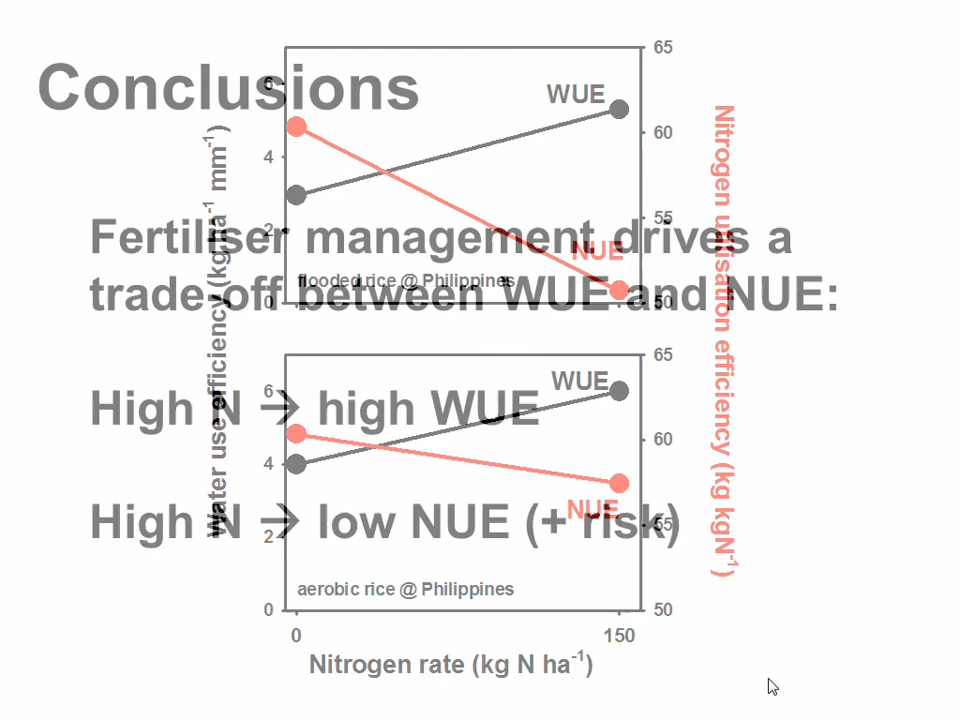 Conclusions
Fertiliser management drives a
trade-off between WUE and NUE:
High N → high WUE
High N → low NUE (+ risk)
Water use efficiency (kg ha-1 mm-1)
Nitrogen utilisation efficiency (kg kgN-1)
6
4
2
0
65
60
55
50
WUE
NUE
flooded rice @ Philippines
6
4
2
0
65
60
55
50
WUE
NUE
aerobic rice @ Philippines
0
150
Nitrogen rate (kg N ha-1)